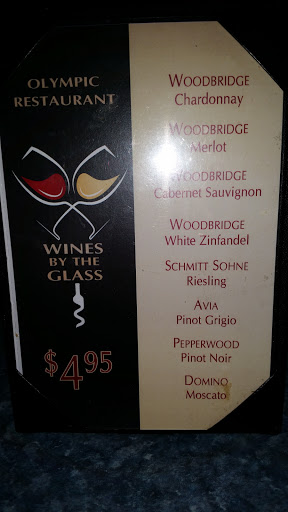 OLYMPIC
RESTAURANT
WINES
BY THE
GLASS
$4.95
WOODBRIDGE
Chardonnay
WOODBRIDGE
Merlot
WOODBRIDGE
Cabernet Sauvignon
WOODBRIDGE
White Zinfandel
SCHMITT SOHNE
Riesling
AVIA
Pinot Grigio
PEPPERWOOD
Pinot Noir
DOMINO
Moscato